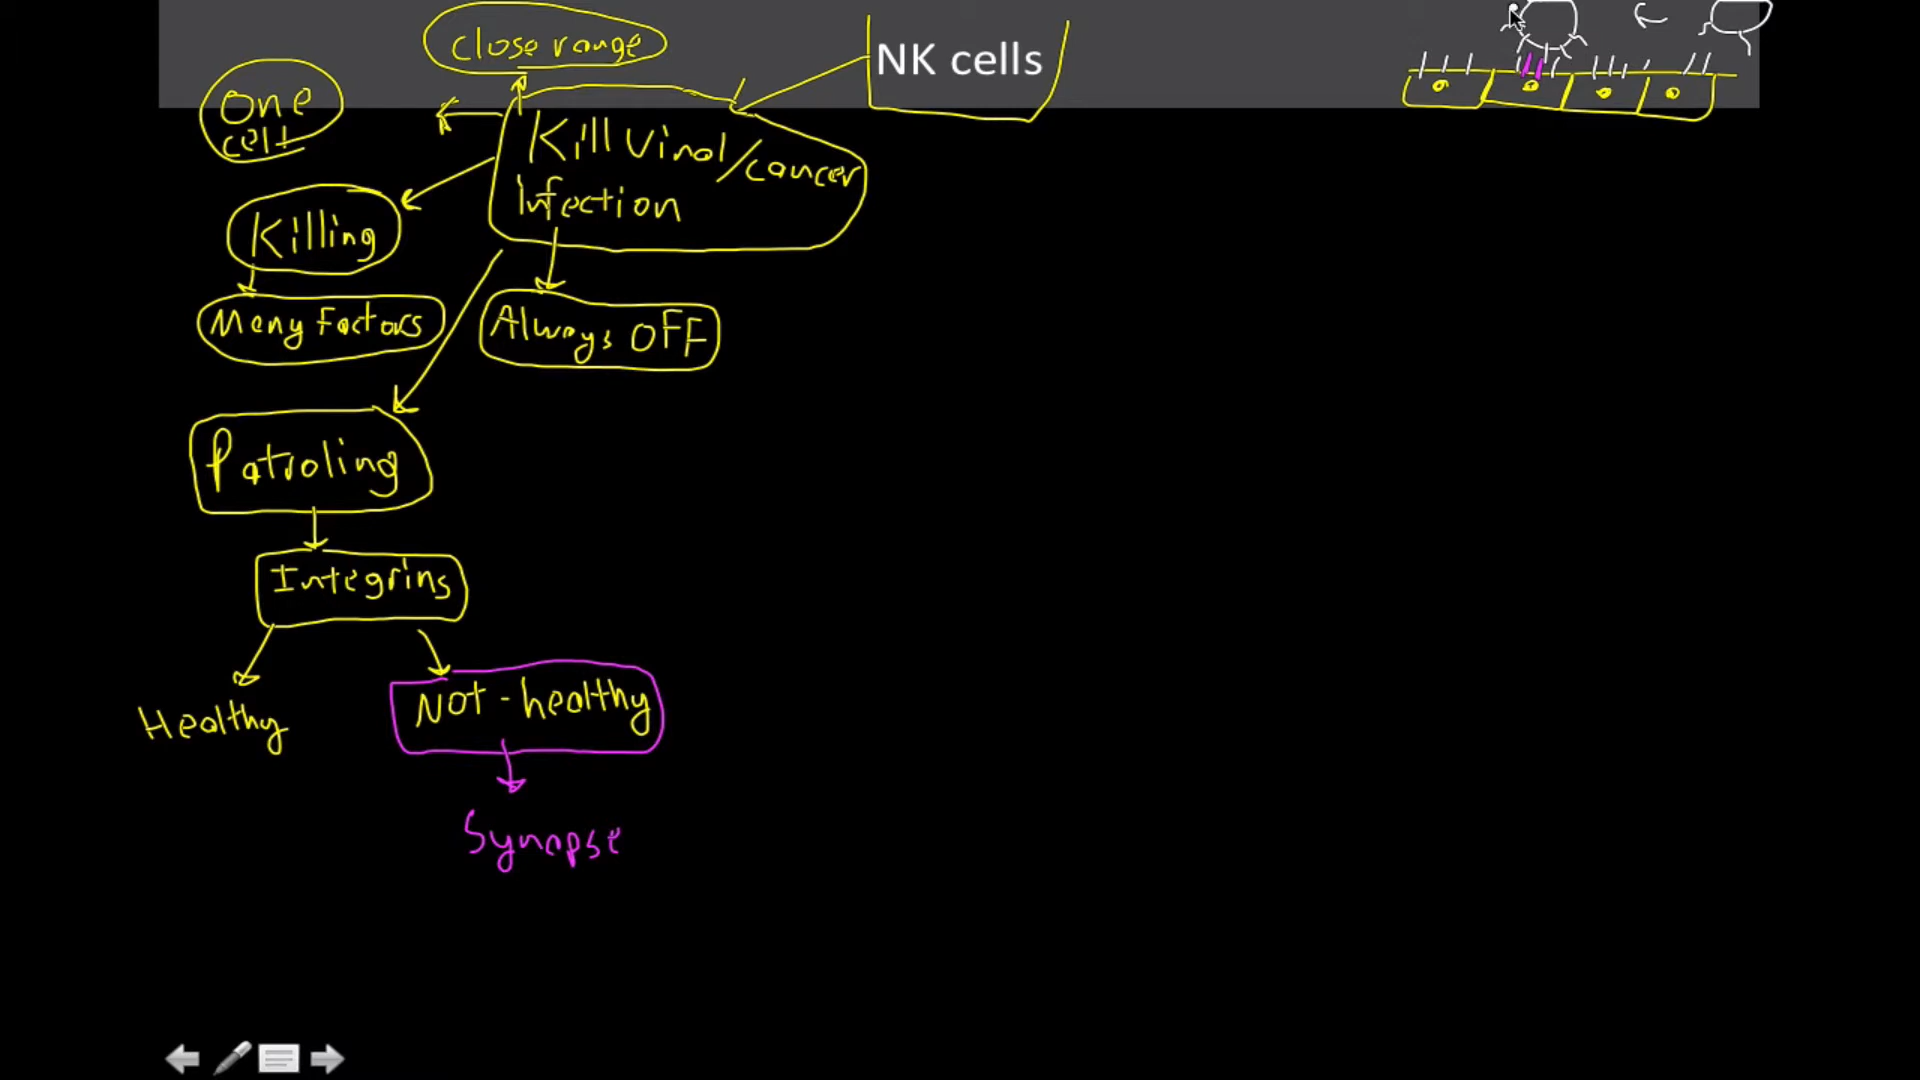 close range
NK cells
One
cell
Kill Viral/cancer
Infection
Killing
Many Factors
Always OFF
Patroling
Integrins
Healthy
NOT - healthy
Synapse